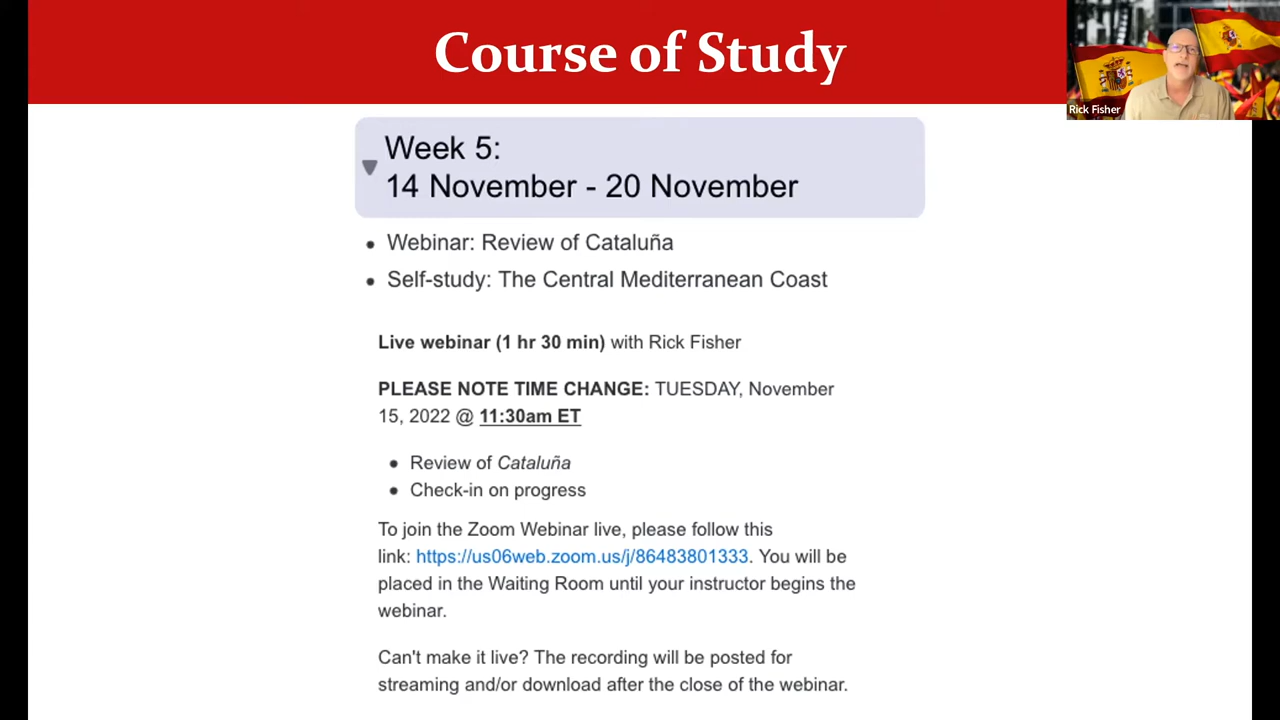 Course of Study
Rick Fisher
Week 5:
14 November - 20 November
• Webinar: Review of Cataluña
• Self-study: The Central Mediterranean Coast
Live webinar (1 hr 30 min) with Rick Fisher
PLEASE NOTE TIME CHANGE: TUESDAY, November
15, 2022 @ 11:30am ET
• Review of Cataluña
• Check-in on progress
To join the Zoom Webinar live, please follow this
link: https://us06web.zoom.us/j/86483801333. You will be
placed in the Waiting Room until your instructor begins the
webinar.
Can't make it live? The recording will be posted for
streaming and/or download after the close of the webinar.